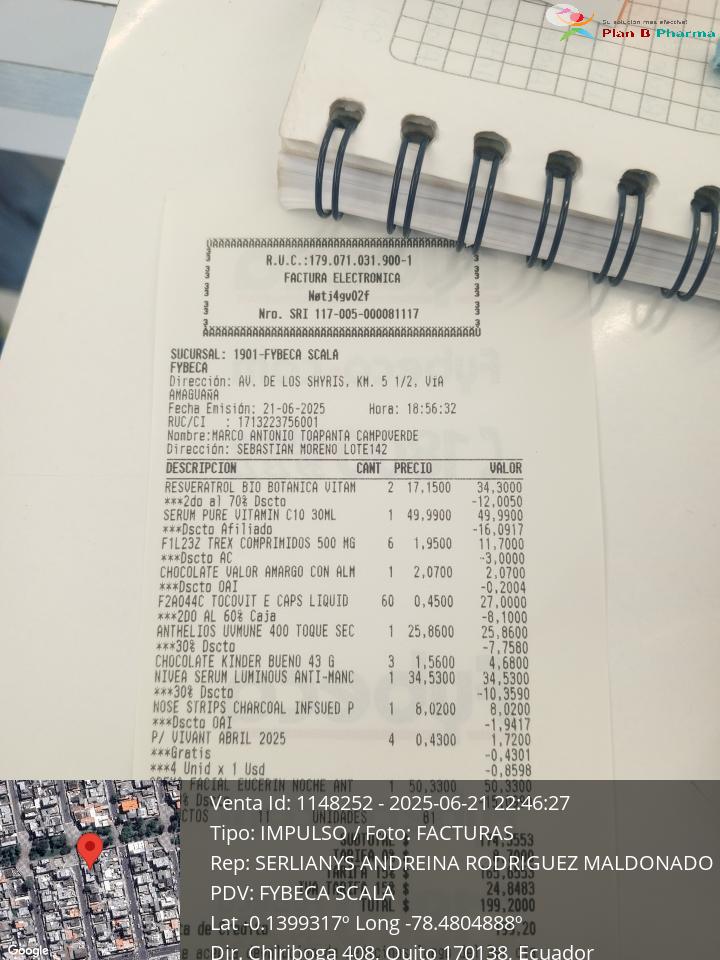 Su solución más efectiva!
Plan B Pharma
R.U.C.:179.071.031.900-1
FACTURA ELECTRONICA
Nøtj4gv02f
Nro. SRI 117-005-000081117
SUCURSAL: 1901-FYBECA SCALA
FYBECA
Dirección: AV. DE LOS SHYRIS, KM. 5 1/2, VíA
AMAGUAñA
Fecha Emisión: 21-06-2025 Hora: 18:56:32
RUC/CI : 1713223756001
Nombre:MARCO ANTONIO TOAPANTA CAMPOVERDE
Dirección: SEBASTIAN MORENO LOTE142
DESCRIPCION CANT PRECIO VALOR
RESVERATROL BIO BOTANICA VITAM 2 17,1500 34,3000
***2do al 70% Dscto -12,0050
SERUM PURE VITAMIN C10 30ML 1 49,9900 49,9900
***Dscto Afiliado -16,0917
F1L23Z TREX COMPRIMIDOS 500 MG 6 1,9500 11,7000
***Dscto AC -3,0000
CHOCOLATE VALOR AMARGO CON ALM 1 2,0700 2,0700
***Dscto OAI -0,2004
F2A044C TOCOVIT E CAPS LIQUID 60 0,4500 27,0000
***2DO AL 60% Caja -8,1000
ANTHELIOS UVMUNE 400 TOQUE SEC 1 25,8600 25,8600
***30% Dscto -7,7580
CHOCOLATE KINDER BUENO 43 G 3 1,5600 4,6800
NIVEA SERUM LUMINOUS ANTI-MANC 1 34,5300 34,5300
***30% Dscto -10,3590
NOSE STRIPS CHARCOAL INFSUED P 1 8,0200 8,0200
***Dscto OAI -1,9417
P/ VIVANT ABRIL 2025 4 0,4300 1,7200
***Gratis -0,4301
***4 Unid x 1 Usd -0,8598
FACIAL EUCERIN NOCHE ANT 1 50,3300 50,3300
11 UNIDADES 81
SUBTOTAL
TARIFA 15% $
$ 24,8483
TOTAL $ 199,2000
Venta Id: 1148252 - 2025-06-21 22:46:27
Tipo: IMPULSO / Foto: FACTURAS
Rep: SERLIANYS ANDREINA RODRIGUEZ MALDONADO
PDV: FYBECA SCALA
Lat -0.1399317º Long -78.4804888º
Dir. Chiriboga 408, Quito 170138, Ecuador
Google